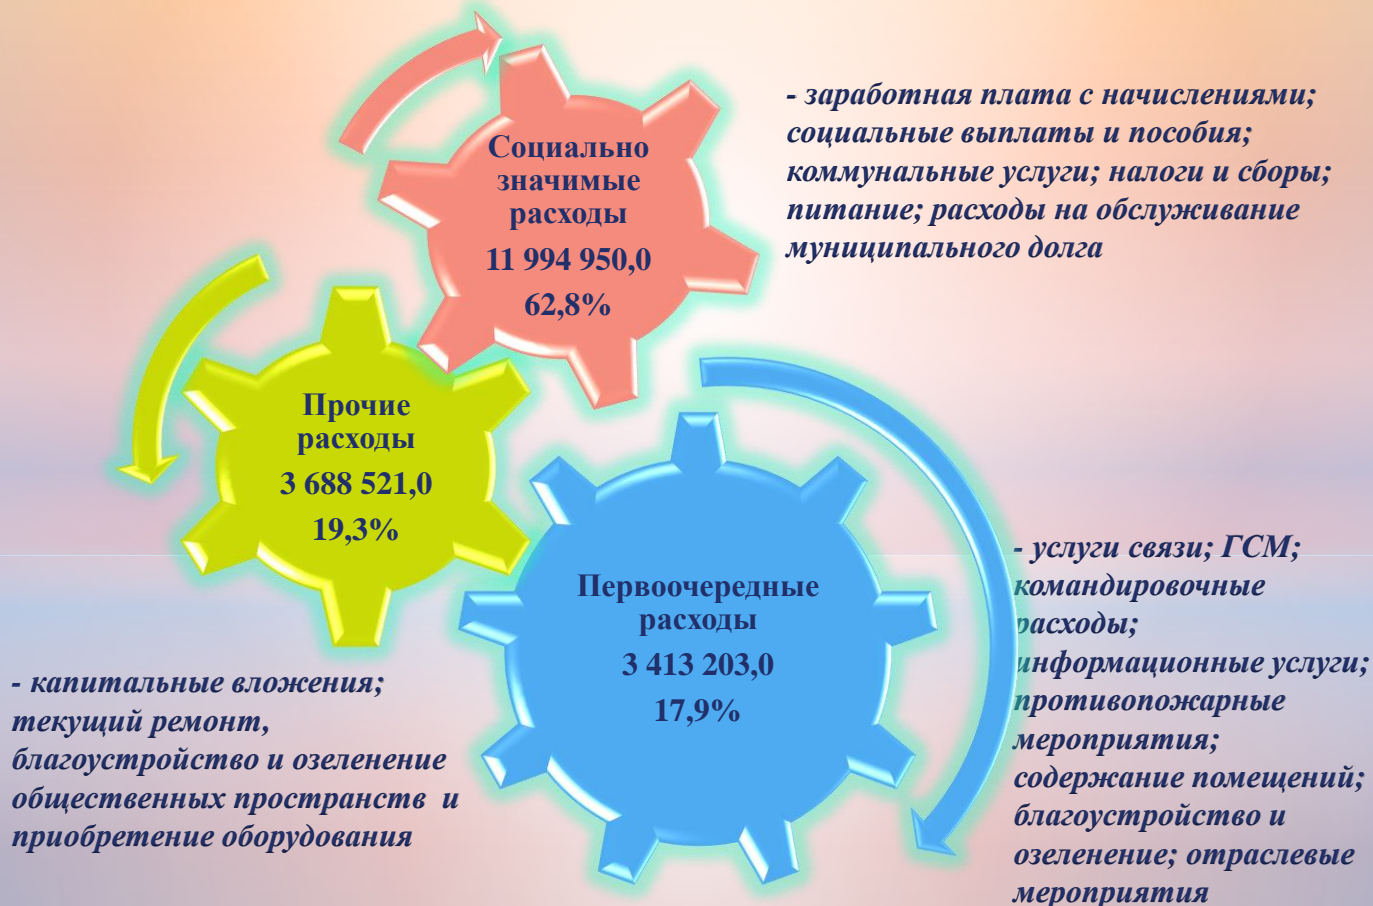 Социально
значимые
расходы
11 994 950,0
62,8%
- заработная плата с начислениями;
социальные выплаты и пособия;
коммунальные услуги; налоги и сборы;
питание; расходы на обслуживание
муниципального долга
Прочие
расходы
3 688 521,0
19,3%
- капитальные вложения;
текущий ремонт,
благоустройство и озеленение
общественных пространств и
приобретение оборудования
Первоочередные
расходы
3 413 203,0
17,9%
- услуги связи; ГСМ;
командировочные
расходы;
информационные услуги;
противопожарные
мероприятия;
содержание помещений;
благоустройство и
озеленение; отраслевые
мероприятия